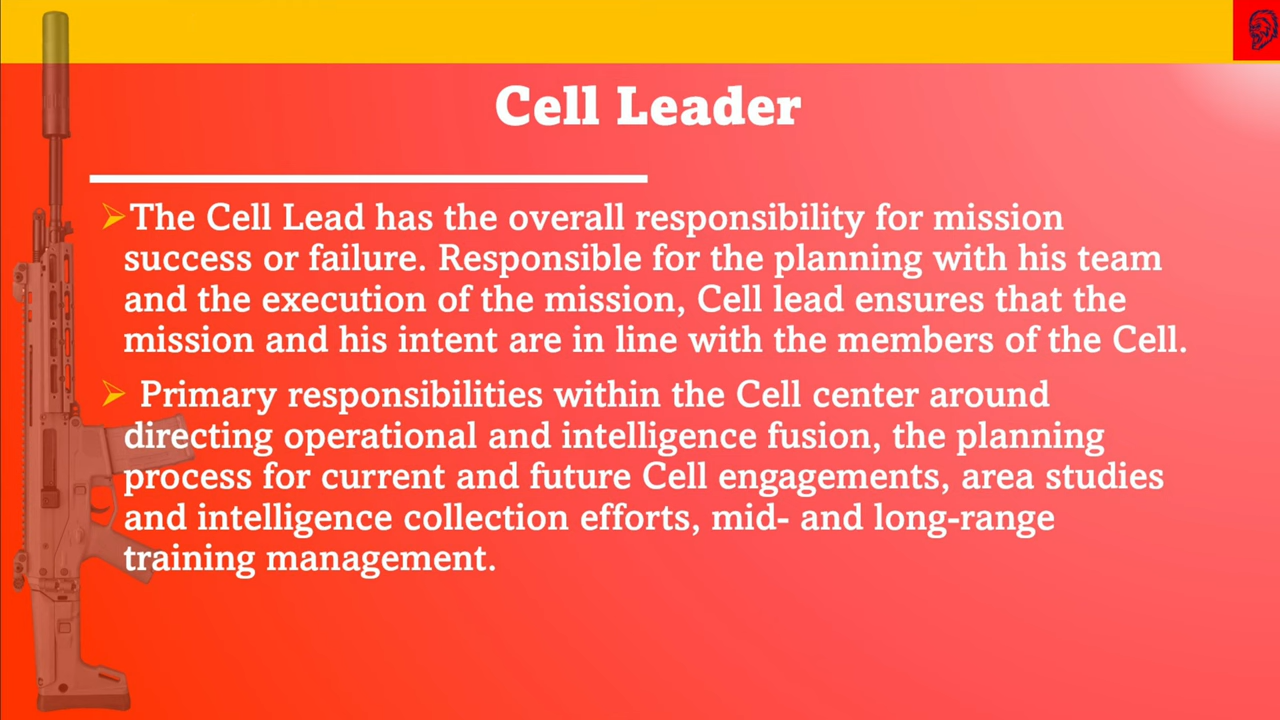 Cell Leader
➢The Cell Lead has the overall responsibility for mission
success or failure. Responsible for the planning with his team
and the execution of the mission, Cell lead ensures that the
mission and his intent are in line with the members of the Cell.
➢ Primary responsibilities within the Cell center around
directing operational and intelligence fusion, the planning
process for current and future Cell engagements, area studies
and intelligence collection efforts, mid- and long-range
training management.